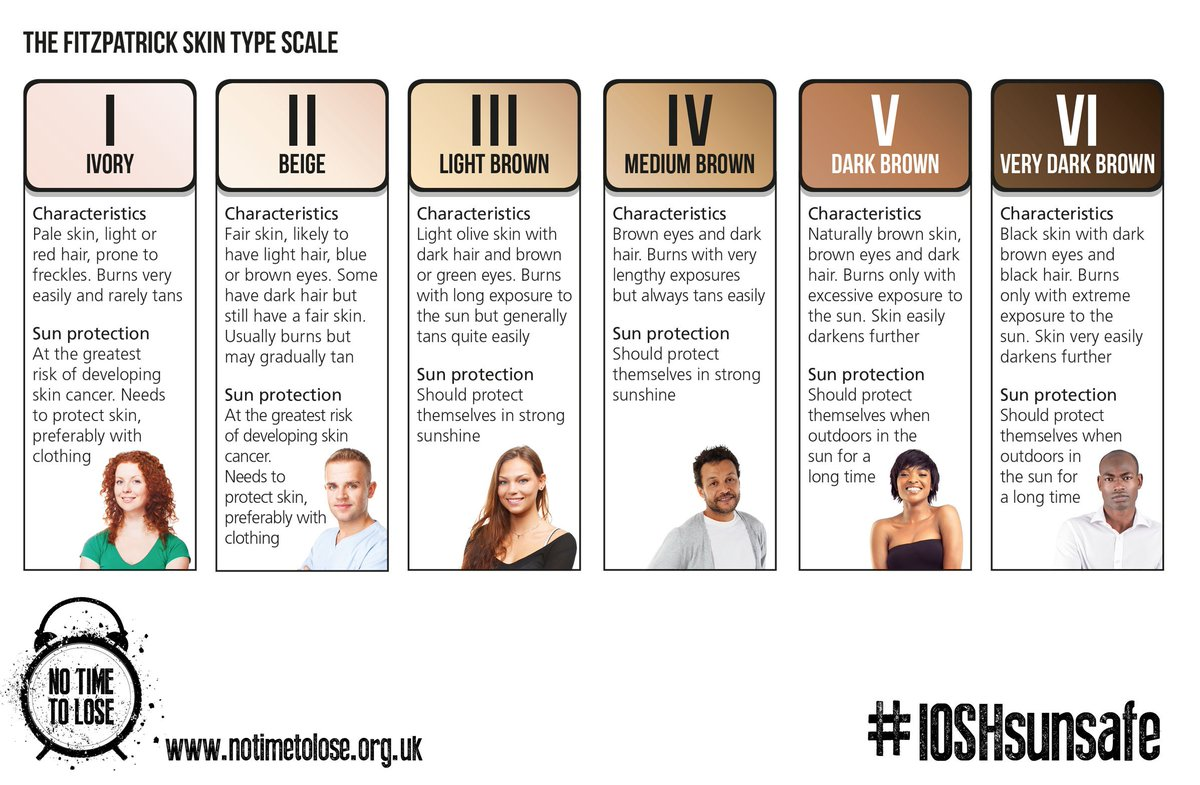 THE FITZPATRICK SKIN TYPE SCALE
I
IVORY
Characteristics
Pale skin, light or
red hair, prone to
freckles. Burns very
easily and rarely tans
Sun protection
At the greatest
risk of developing
skin cancer. Needs
to protect skin,
preferably with
clothing
II
BEIGE
Characteristics
Fair skin, likely to
have light hair, blue
or brown eyes. Some
have dark hair but
still have a fair skin.
Usually burns but
may gradually tan
Sun protection
At the greatest risk
of developing skin
cancer.
Needs to
protect skin,
preferably with
clothing
III
LIGHT BROWN
Characteristics
Light olive skin with
dark hair and brown
or green eyes. Burns
with long exposure to
the sun but generally
tans quite easily
Sun protection
Should protect
themselves in strong
sunshine
IV
MEDIUM BROWN
Characteristics
Brown eyes and dark
hair. Burns with very
lengthy exposures
but always tans easily
Sun protection
Should protect
themselves in strong
sunshine
V
DARK BROWN
Characteristics
Naturally brown skin,
brown eyes and dark
hair. Burns only with
excessive exposure to
the sun. Skin easily
darkens further
Sun protection
Should protect
themselves when
outdoors in the
sun for a
long time
VI
VERY DARK BROWN
Characteristics
Black skin with dark
brown eyes and
black hair. Burns
only with extreme
exposure to the
sun. Skin very easily
darkens further
Sun protection
Should protect
themselves when
outdoors in
the sun for
a long time
NO TIME
TO LOSE
www.notimetolose.org.uk
#IOSHsunsafe